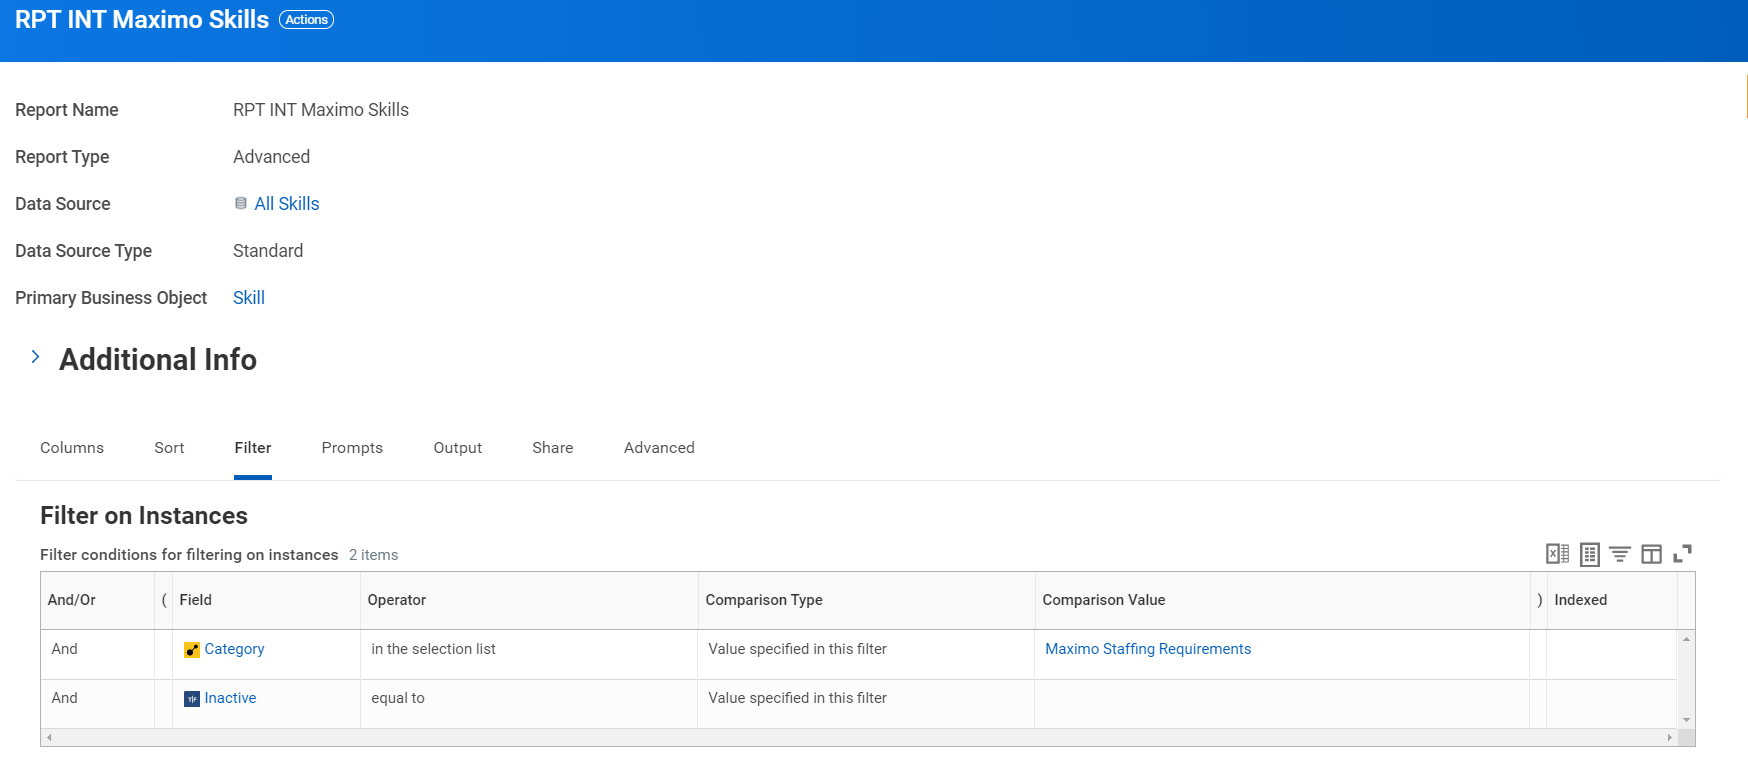 RPT INT Maximo Skills Actions
Report Name RPT INT Maximo Skills
Report Type Advanced
Data Source All Skills
Data Source Type Standard
Primary Business Object Skill
Additional Info
Columns Sort Filter Prompts Output Share Advanced
Filter on Instances
Filter conditions for filtering on instances 2 items
And/Or ( Field Operator Comparison Type Comparison Value ) Indexed
And Category in the selection list Value specified in this filter Maximo Staffing Requirements
And Inactive equal to Value specified in this filter